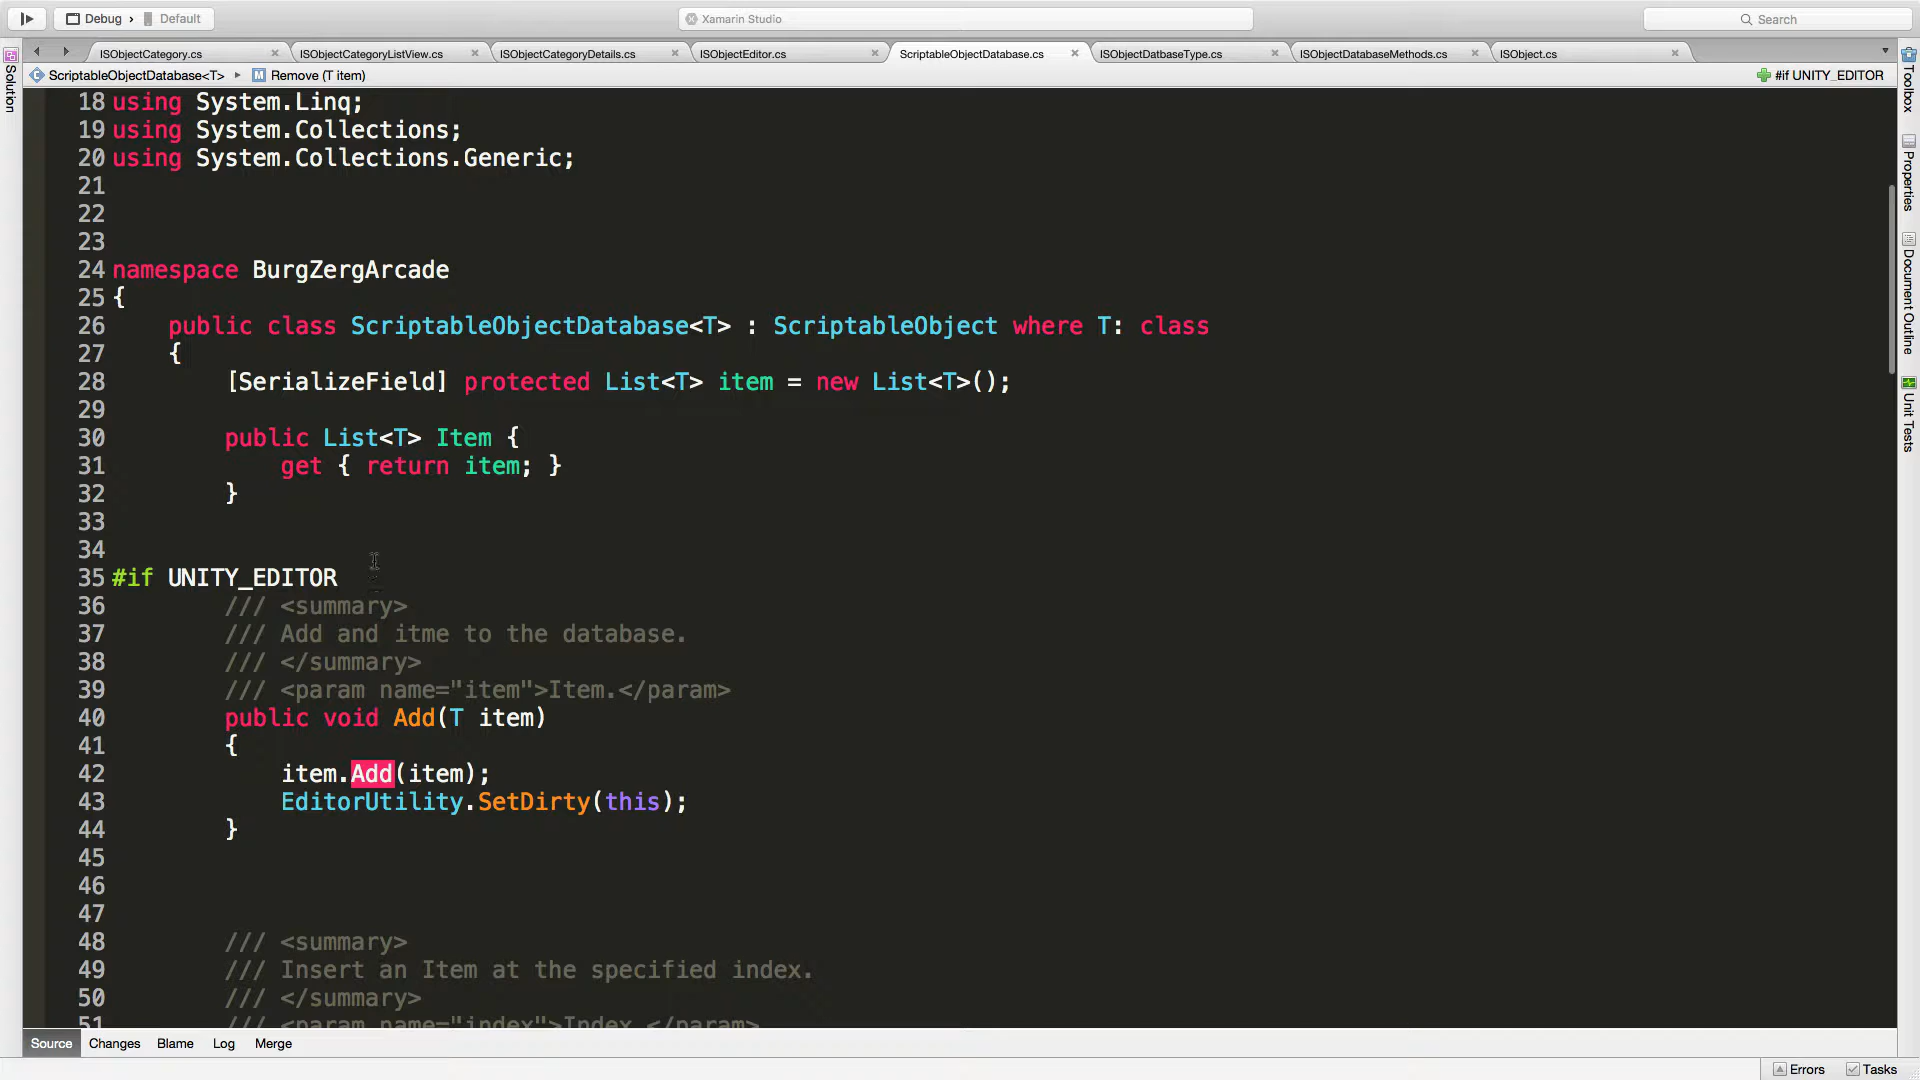 Debug › Default
Xamarin Studio
Search
ISObjectCategory.cs
ISObjectCategoryListView.cs
ISObjectCategoryDetails.cs
ISObjectEditor.cs
ScriptableObjectDatabase.cs
ISObjectDatbaseType.cs
ISObjectDatabaseMethods.cs
ISObject.cs
ScriptableObjectDatabase<T>
M Remove (T item)
#if UNITY_EDITOR
Solution
18 using System.Linq;
19 using System.Collections;
20 using System.Collections.Generic;
21
22
23
24 namespace BurgZergArcade
25 {
26 public class ScriptableObjectDatabase<T> : ScriptableObject where T: class
27 {
28 [SerializeField] protected List<T> item = new List<T>();
29
30 public List<T> Item {
31 get { return item; }
32 }
33
34
35 #if UNITY_EDITOR
36 /// <summary>
37 /// Add and itme to the database.
38 /// </summary>
39 /// <param name="item">Item.</param>
40 public void Add(T item)
41 {
42 item.Add(item);
43 EditorUtility.SetDirty(this);
44 }
45
46
47
48 /// <summary>
49 /// Insert an Item at the specified index.
50 /// </summary>
51 /// <param name="index">Index.</param>
Toolbox
Properties
Document Outline
Unit Tests
Source
Changes
Blame
Log
Merge
Errors
Tasks